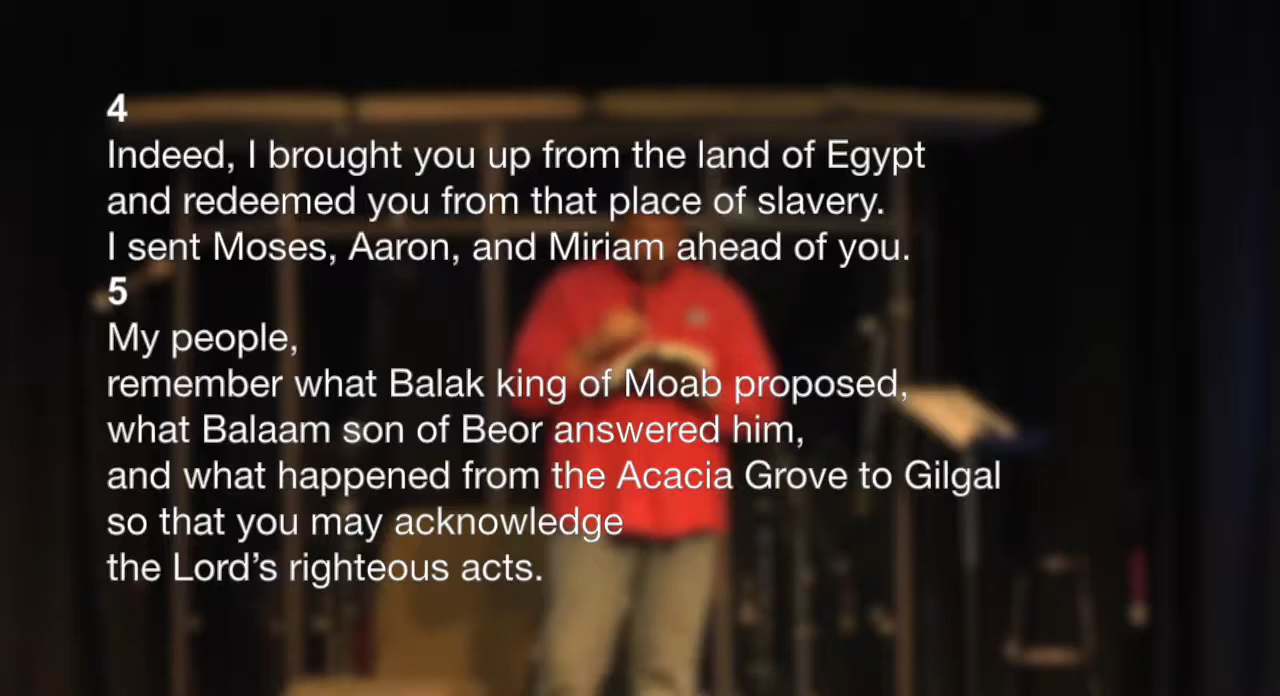 4
Indeed, I brought you up from the land of Egypt
and redeemed you from that place of slavery.
I sent Moses, Aaron, and Miriam ahead of you.
5
My people,
remember what Balak king of Moab proposed,
what Balaam son of Beor answered him,
and what happened from the Acacia Grove to Gilgal
so that you may acknowledge
the Lord’s righteous acts.